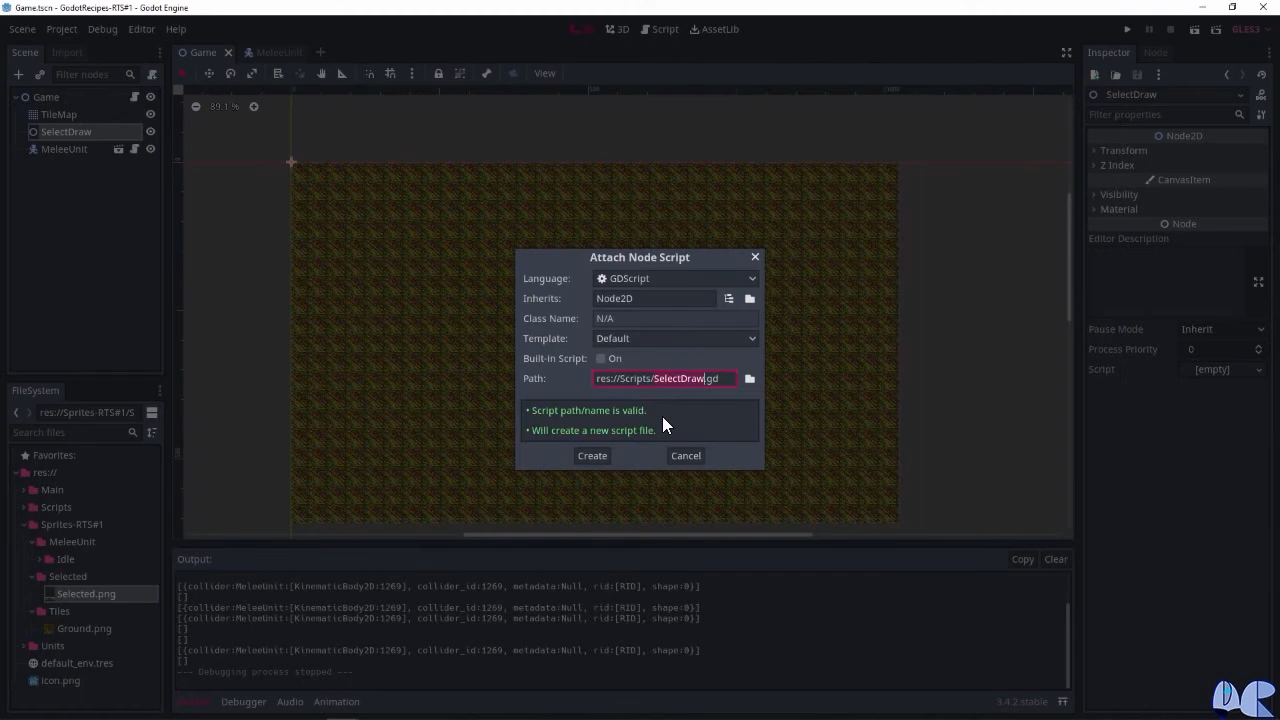 Game.tscn - GodotRecipes-RTS#1 - Godot Engine
Scene Project Debug Editor Help
3D Script AssetLib
GLES3
Scene Import
Game MeleeUnit
Inspector Node
Filter nodes
View
SelectDraw
Game
TileMap
SelectDraw
MeleeUnit
89.1 %
0 500 1000
Filter properties
Node2D
Transform
Z Index
CanvasItem
Visibility
Material
Node
Editor Description
Pause Mode Inherit
Process Priority 0
Script [empty]
Attach Node Script
Language: GDScript
Inherits: Node2D
Class Name: N/A
Template: Default
Built-in Script: On
Path: res://Scripts/SelectDraw.gd
• Script path/name is valid.
• Will create a new script file.
Create Cancel
FileSystem
res://Sprites-RTS#1/S
Search files
Favorites:
res://
Main
Scripts
Sprites-RTS#1
MeleeUnit
Idle
Selected
Selected.png
Tiles
Ground.png
Units
default_env.tres
icon.png
Output: Copy Clear
[{collider:MeleeUnit:[KinematicBody2D:1269], collider_id:1269, metadata:Null, rid:[RID], shape:0}]
[]
[{collider:MeleeUnit:[KinematicBody2D:1269], collider_id:1269, metadata:Null, rid:[RID], shape:0}]
[{collider:MeleeUnit:[KinematicBody2D:1269], collider_id:1269, metadata:Null, rid:[RID], shape:0}]
[]
[]
[{collider:MeleeUnit:[KinematicBody2D:1269], collider_id:1269, metadata:Null, rid:[RID], shape:0}]
[]
--- Debugging process stopped ---
Output Debugger Audio Animation
3.4.2.stable